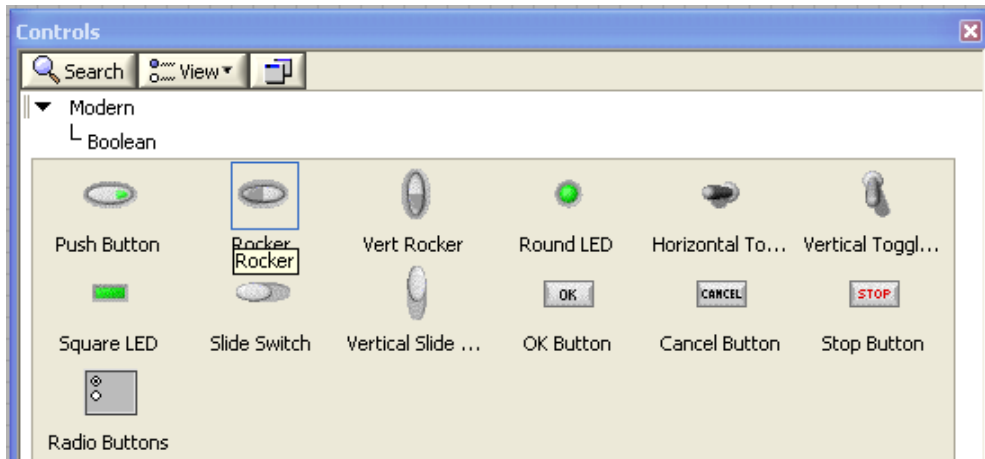 Controls
Search View
Modern
Boolean
Push Button Rocker Vert Rocker Round LED Horizontal To... Vertical Toggl...
Rocker
OK CANCEL STOP
Square LED Slide Switch Vertical Slide ... OK Button Cancel Button Stop Button
Radio Buttons